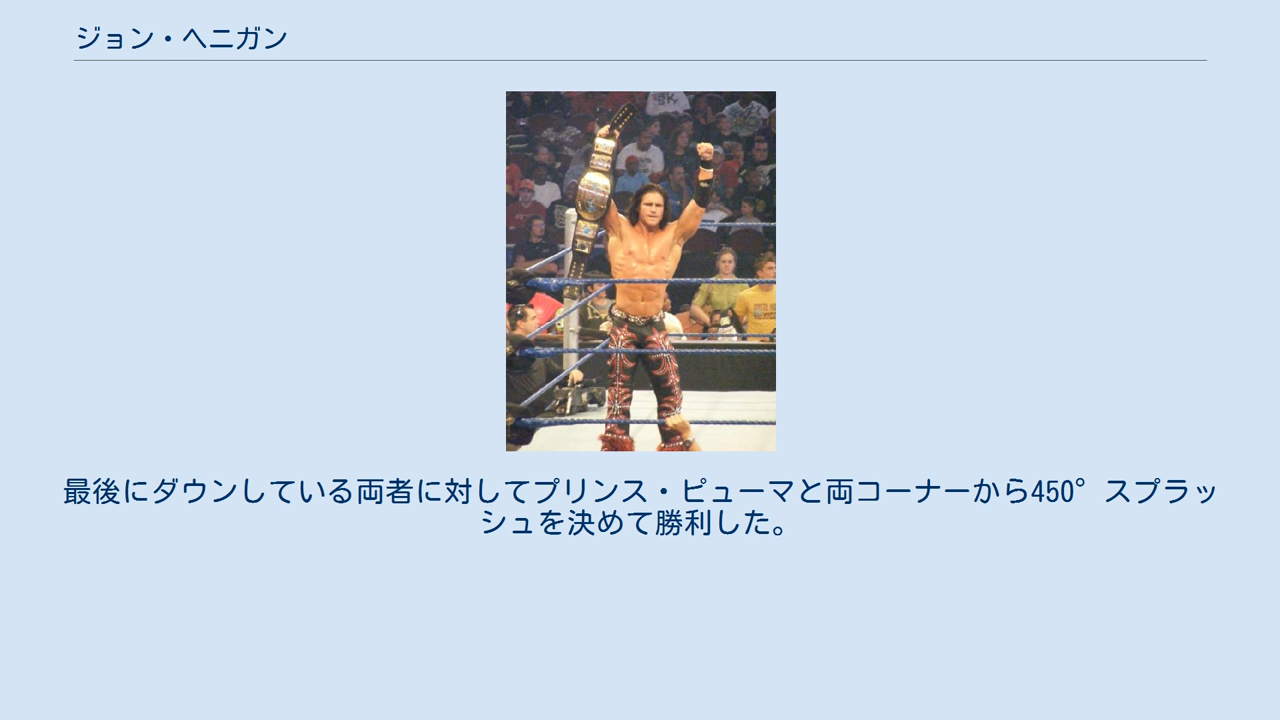 ジョン・ヘニガン
最後にダウンしている両者に対してプリンス・ピューマと両コーナーから450°スプラッ
シュを決めて勝利した。